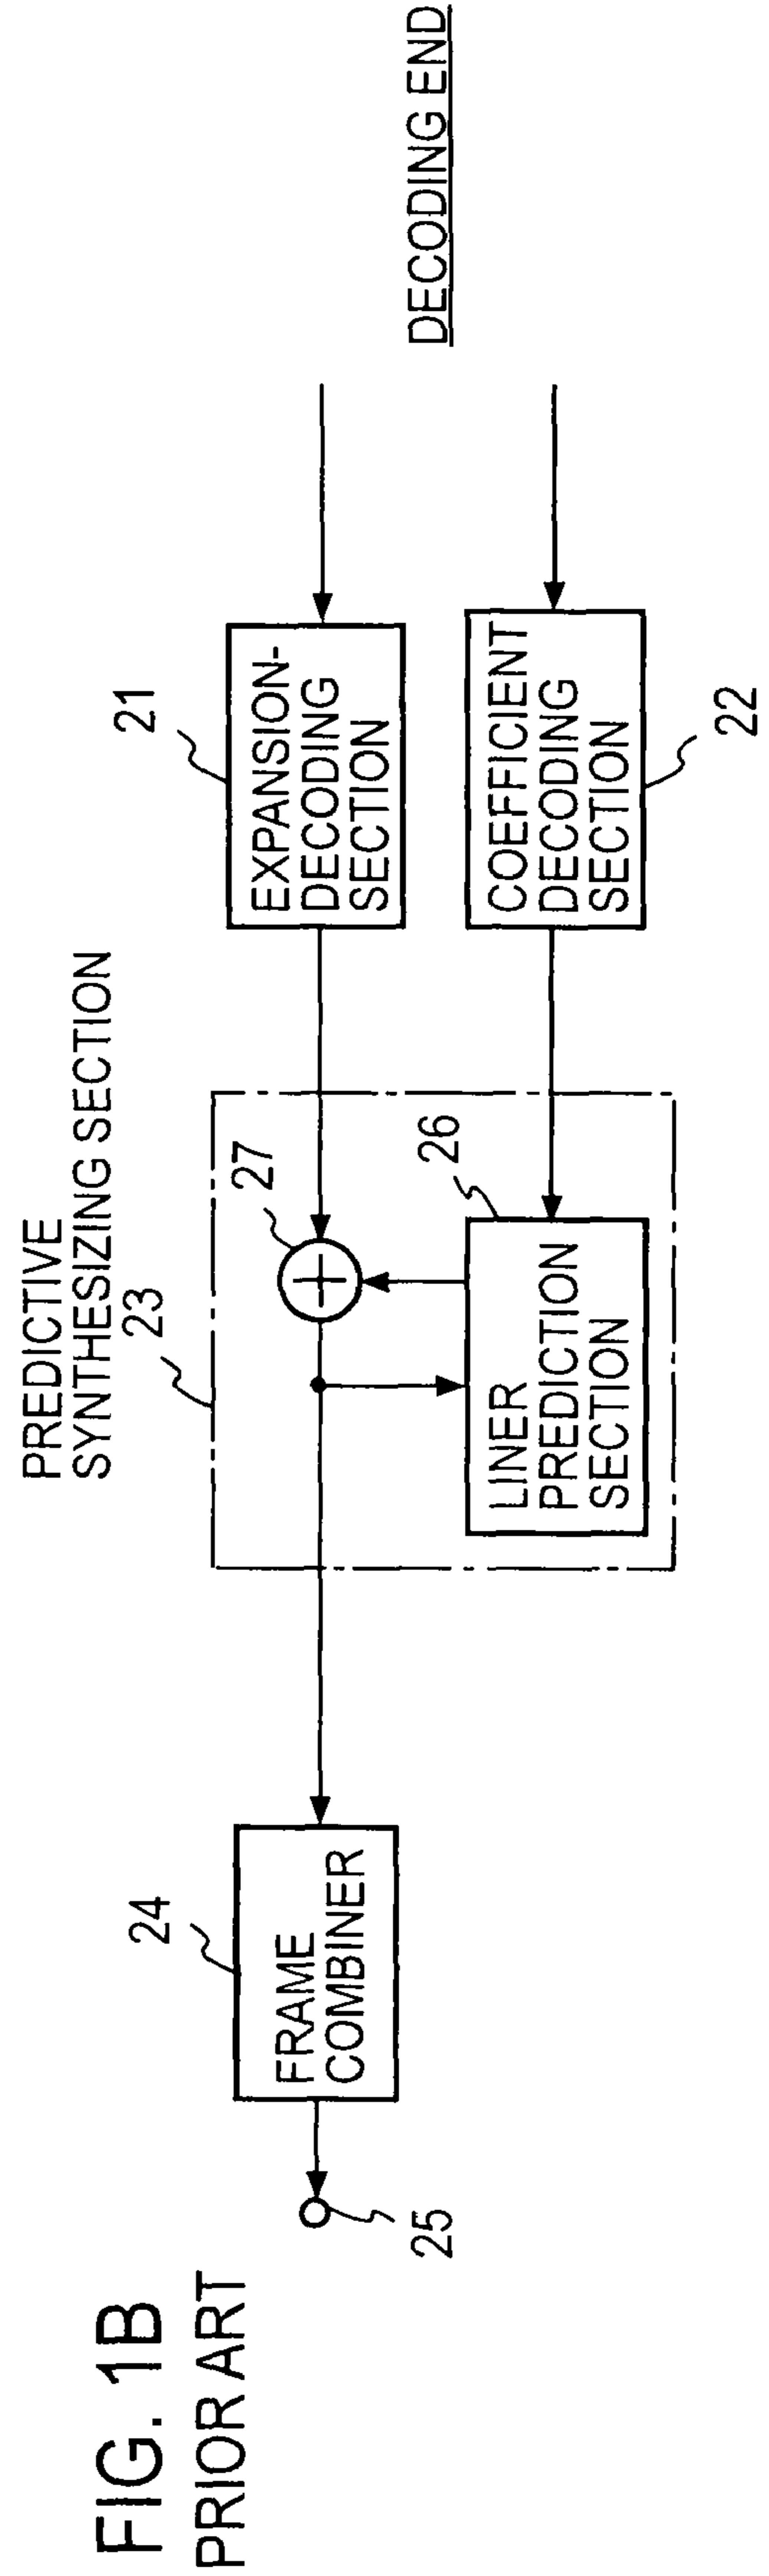 FIG. 1B
PRIOR ART
25
24
FRAME
COMBINER
PREDICTIVE
SYNTHESIZING SECTION
23
27
26
LINER
PREDICTION
SECTION
21
EXPANSION-
DECODING
SECTION
COEFFICIENT
DECODING
SECTION
22
DECODING END